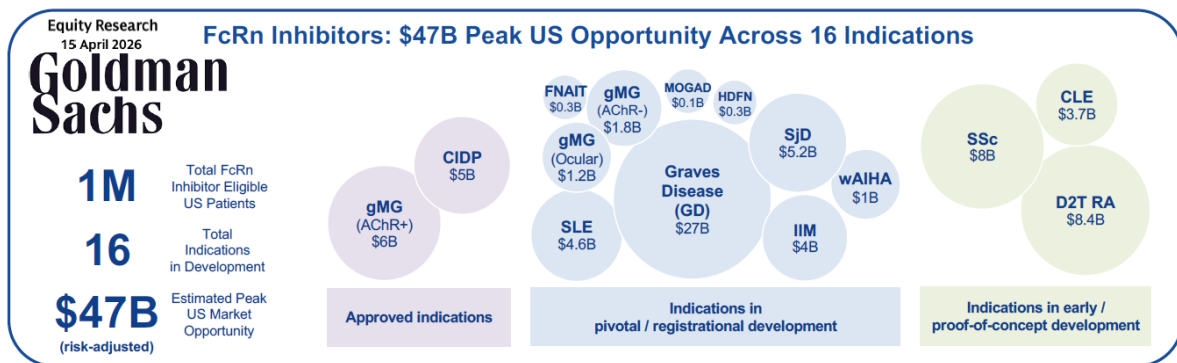 Equity Research
15 April 2026
Goldman
Sachs
FcRn Inhibitors: $47B Peak US Opportunity Across 16 Indications
1M
Total FcRn
Inhibitor Eligible
US Patients
16
Total
Indications
in Development
$47B
(risk-adjusted)
Estimated Peak
US Market
Opportunity
gMG
(AChR+)
$6B
CIDP
$5B
Approved indications
FNAIT
$0.3B
gMG
(AChR-)
$1.8B
MOGAD
$0.1B
HDFN
$0.3B
gMG
(Ocular)
$1.2B
SjD
$5.2B
Graves
Disease
(GD)
$27B
wAIHA
$1B
SLE
$4.6B
IIM
$4B
Indications in
pivotal / registrational development
CLE
$3.7B
SSc
$8B
D2T RA
$8.4B
Indications in early /
proof-of-concept development